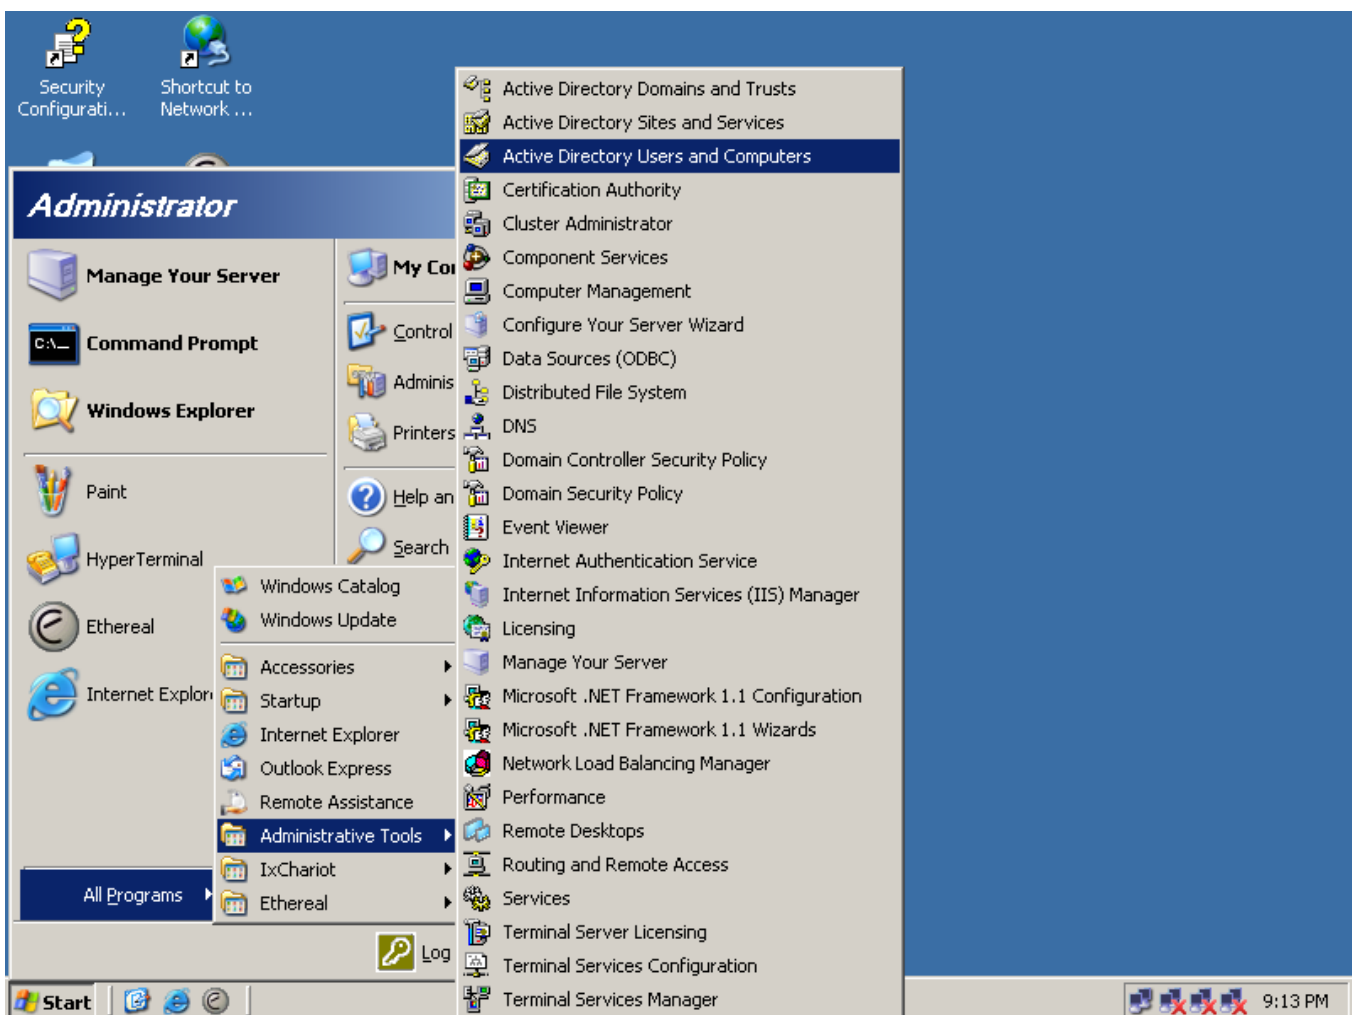 Security
Configurati...
Shortcut to
Network ...
Administrator
Manage Your Server
Command Prompt
C:\_
Windows Explorer
Paint
HyperTerminal
Ethereal
Internet Explor
All Programs
My Co
Control
Adminis
Printers
Help an
Search
Log
Windows Catalog
Windows Update
Accessories
Startup
Internet Explorer
Outlook Express
Remote Assistance
Administrative Tools
IxChariot
Ethereal
Active Directory Domains and Trusts
Active Directory Sites and Services
Active Directory Users and Computers
Certification Authority
Cluster Administrator
Component Services
Computer Management
Configure Your Server Wizard
Data Sources (ODBC)
Distributed File System
DNS
Domain Controller Security Policy
Domain Security Policy
Event Viewer
Internet Authentication Service
Internet Information Services (IIS) Manager
Licensing
Manage Your Server
Microsoft .NET Framework 1.1 Configuration
Microsoft .NET Framework 1.1 Wizards
Network Load Balancing Manager
Performance
Remote Desktops
Routing and Remote Access
Services
Terminal Server Licensing
Terminal Services Configuration
Terminal Services Manager
Start
9:13 PM